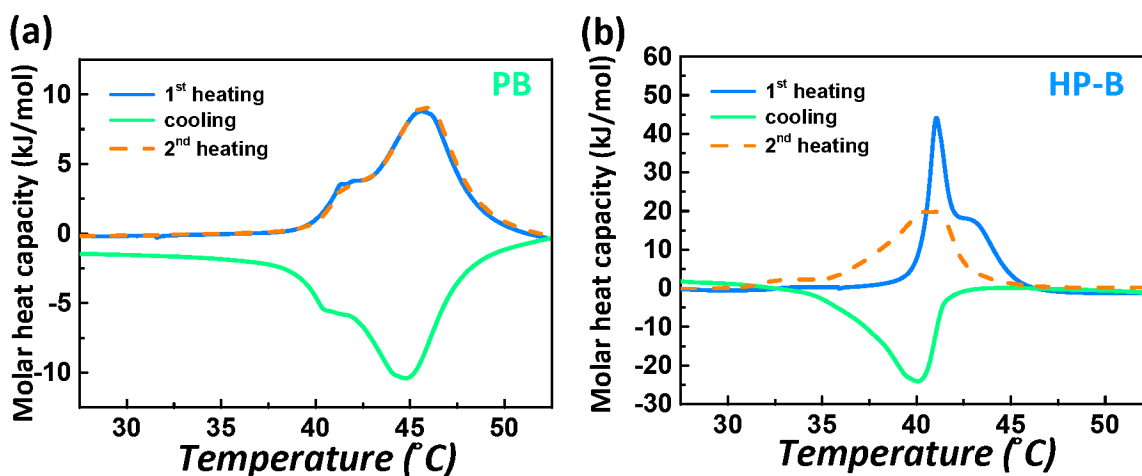 (a)
PB
1st heating
cooling
2nd heating
Molar heat capacity (kJ/mol)
10
5
0
-5
-10
30
35
40
45
50
Temperature (°C)
(b)
HP-B
1st heating
cooling
2nd heating
Molar heat capacity (kJ/mol)
60
50
40
30
20
10
0
-10
-20
-30
30
35
40
45
50
Temperature (°C)